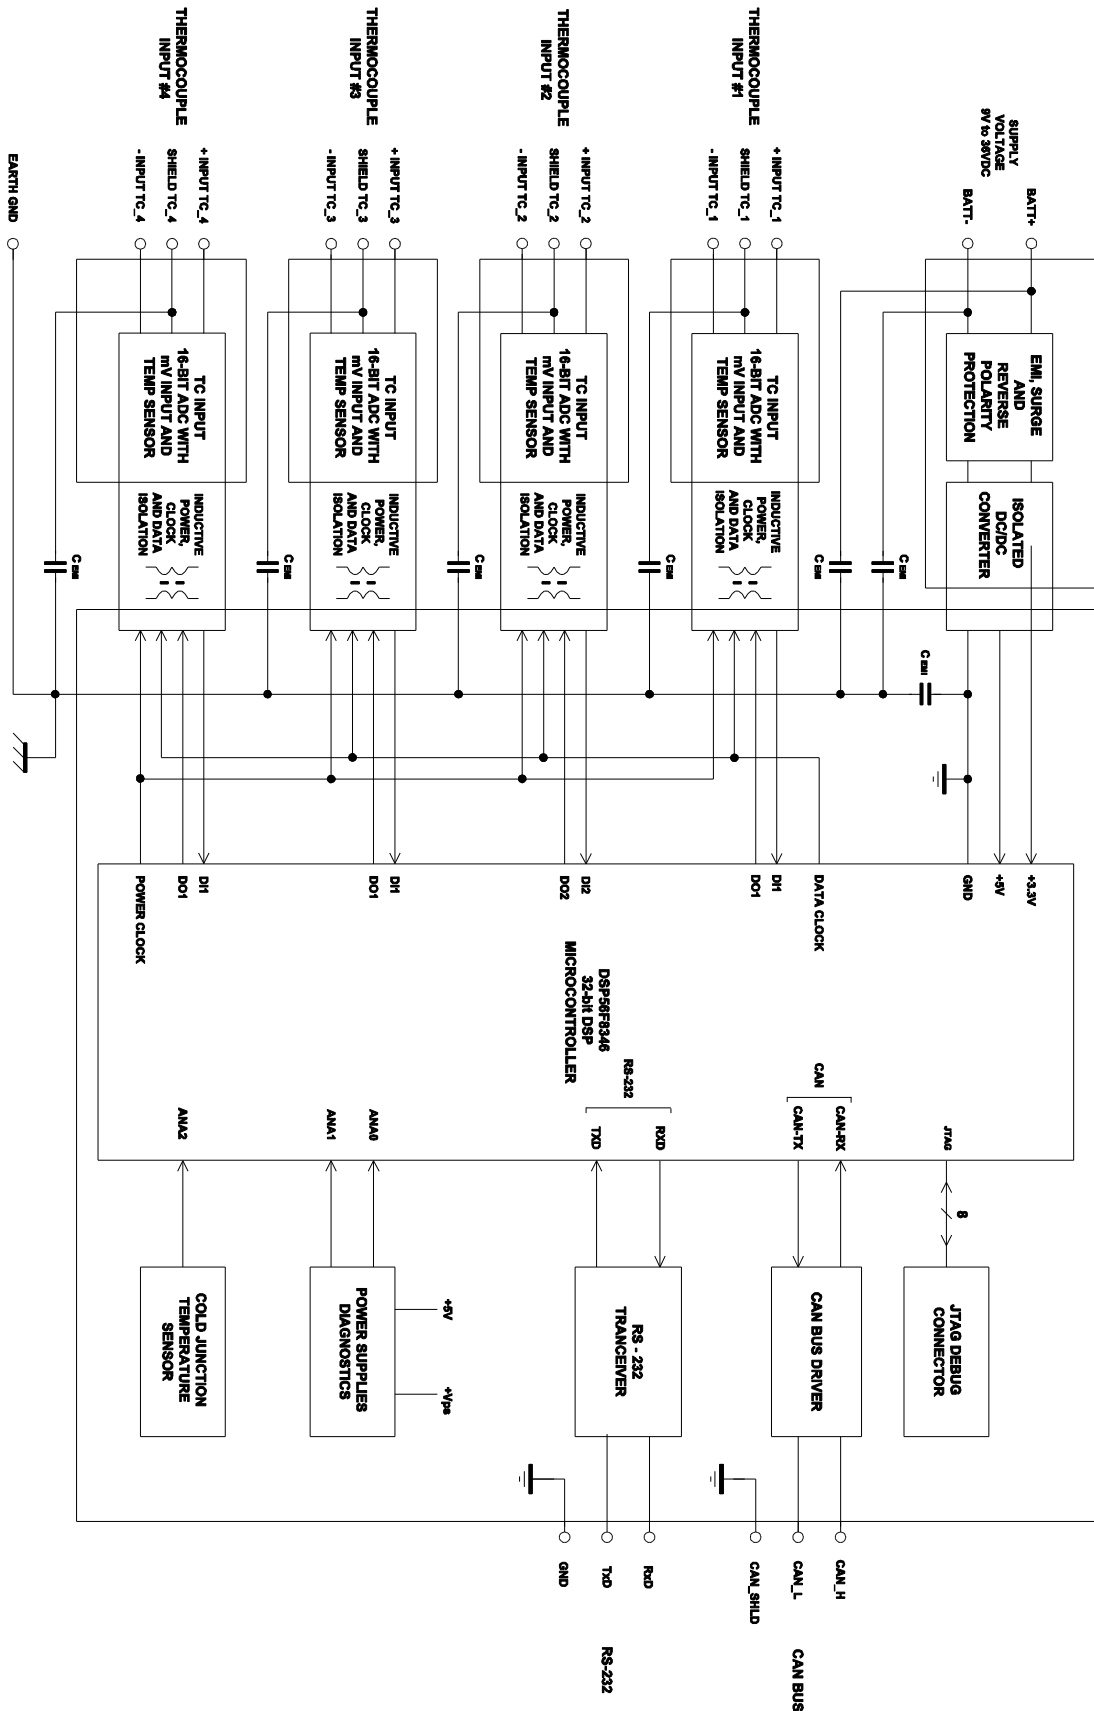 SUPPLY
VOLTAGE
9V to 36VDC
BATT+
BATT-
EMI, SURGE
AND
REVERSE
POLARITY
PROTECTION
ISOLATED
DC/DC
CONVERTER
C EMI
C EMI
C EMI
+3.3V
+5V
GND
THERMOCOUPLE
INPUT #1
+ INPUT TC_1
SHIELD TC_1
- INPUT TC_1
TC INPUT
16-BIT ADC WITH
mV INPUT AND
TEMP SENSOR
INDUCTIVE
POWER,
CLOCK
AND DATA
ISOLATION
C EMI
DATA CLOCK
DI1
DO1
THERMOCOUPLE
INPUT #2
+ INPUT TC_2
SHIELD TC_2
- INPUT TC_2
TC INPUT
16-BIT ADC WITH
mV INPUT AND
TEMP SENSOR
INDUCTIVE
POWER,
CLOCK
AND DATA
ISOLATION
C EMI
DI2
DO2
THERMOCOUPLE
INPUT #3
+ INPUT TC_3
SHIELD TC_3
- INPUT TC_3
TC INPUT
16-BIT ADC WITH
mV INPUT AND
TEMP SENSOR
INDUCTIVE
POWER,
CLOCK
AND DATA
ISOLATION
C EMI
DI1
DO1
THERMOCOUPLE
INPUT #4
+ INPUT TC_4
SHIELD TC_4
- INPUT TC_4
TC INPUT
16-BIT ADC WITH
mV INPUT AND
TEMP SENSOR
INDUCTIVE
POWER,
CLOCK
AND DATA
ISOLATION
C EMI
DI1
DO1
POWER CLOCK
EARTH GND
DSP56F8346
32-bit DSP
MICROCONTROLLER
JTAG
8
JTAG DEBUG
CONNECTOR
CAN
CAN-RX
CAN-TX
CAN BUS DRIVER
CAN_H
CAN_L
CAN_SHLD
CAN BUS
RS-232
RXD
TXD
RS - 232
TRANCEIVER
RxD
TxD
GND
RS-232
ANA0
ANA1
+5V
+Vps
POWER SUPPLIES
DIAGNOSTICS
ANA2
COLD JUNCTION
TEMPERATURE
SENSOR